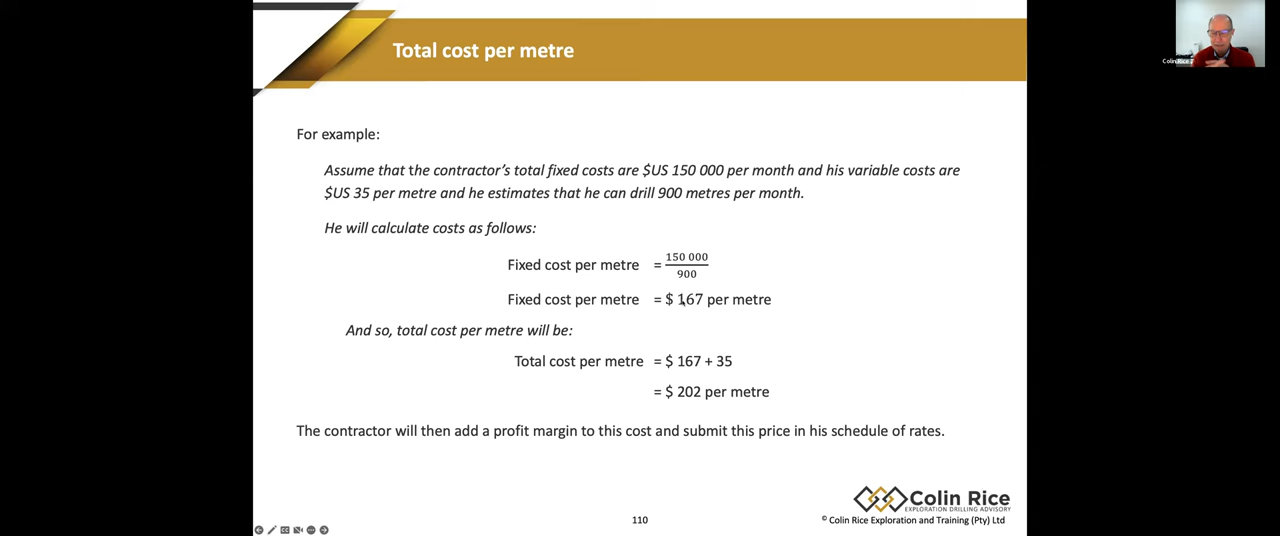 Total cost per metre
Colin Rice
For example:
Assume that the contractor's total fixed costs are $US 150 000 per month and his variable costs are
$US 35 per metre and he estimates that he can drill 900 metres per month.
He will calculate costs as follows:
Fixed cost per metre = 150 000
900
Fixed cost per metre = $ 167 per metre
And so, total cost per metre will be:
Total cost per metre = $ 167 + 35
= $ 202 per metre
The contractor will then add a profit margin to this cost and submit this price in his schedule of rates.
Colin Rice
EXPLORATION DRILLING ADVISORY
110
© Colin Rice Exploration and Training (Pty) Ltd